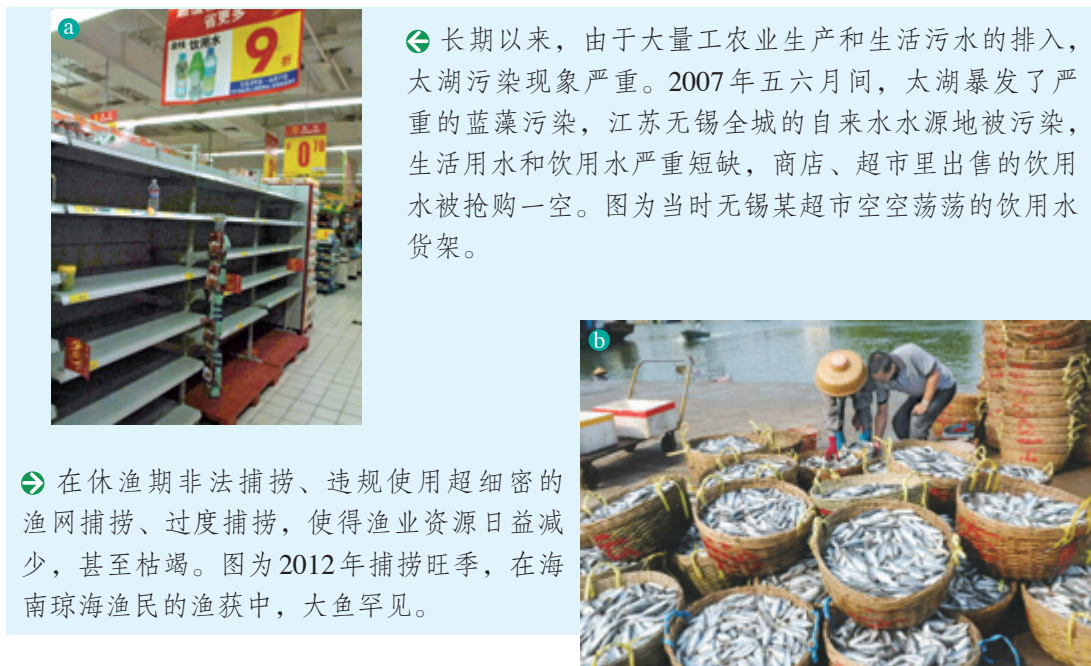 a
省更多
饮用水
9
折
0.70
长期以来，由于大量工农业生产和生活污水的排入，
太湖污染现象严重。2007年五六月间，太湖暴发了严
重的蓝藻污染，江苏无锡全城的自来水水源地被污染，
生活用水和饮用水严重短缺，商店、超市里出售的饮用
水被抢购一空。图为当时无锡某超市空空荡荡的饮用水
货架。
b
在休渔期非法捕捞、违规使用超细密的
渔网捕捞、过度捕捞，使得渔业资源日益减
少，甚至枯竭。图为2012年捕捞旺季，在海
南琼海渔民的渔获中，大鱼罕见。